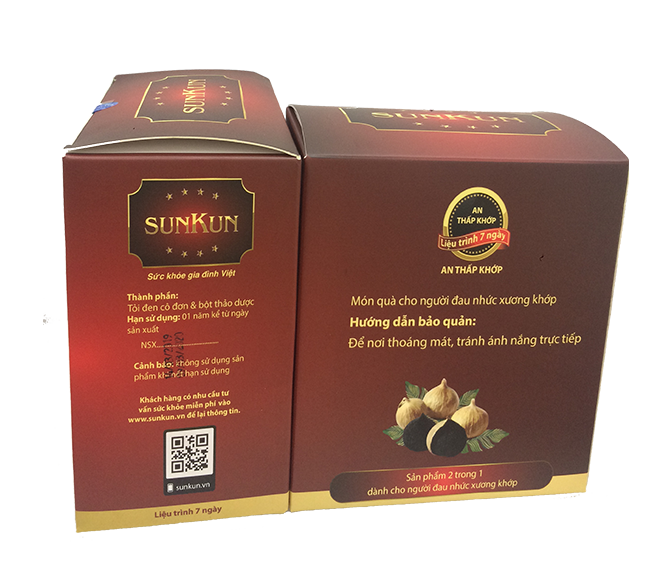 SUNKUN
SUNKUN
SUNKUN
Sức khỏe gia đình Việt
Thành phần:
Tỏi đen cô đơn & bột thảo dược
Hạn sử dụng: 01 năm kể từ ngày
sản xuất
NSX
Cảnh báo: không sử dụng sản
phẩm khi hết hạn sử dụng
Khách hàng có nhu cầu tư
vấn sức khỏe miễn phí vào
www.sunkun.vn để lại thông tin.
sunkun.vn
Liệu trình 7 ngày
AN
THẤP KHỚP
Liệu trình 7 ngày
AN THẤP KHỚP
Món quà cho người đau nhức xương khớp
Hướng dẫn bảo quản:
Để nơi thoáng mát, tránh ánh nắng trực tiếp
Sản phẩm 2 trong 1
dành cho người đau nhức xương khớp